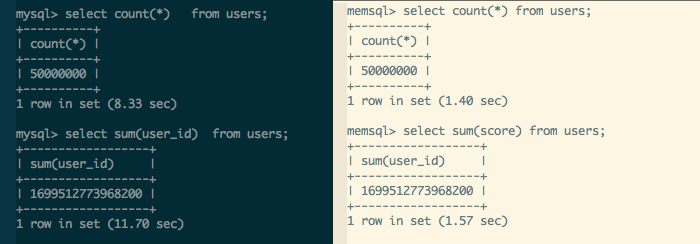 mysql> select count(*)   from users;
+----------+
| count(*) |
+----------+
| 50000000 |
+----------+
1 row in set (8.33 sec)
mysql> select sum(user_id)  from users;
+------------------+
| sum(user_id)     |
+------------------+
| 1699512773968200 |
+------------------+
1 row in set (11.70 sec)
memsql> select count(*) from users;
+----------+
| count(*) |
+----------+
| 50000000 |
+----------+
1 row in set (1.40 sec)
memsql> select sum(score) from users;
+------------------+
| sum(user_id)     |
+------------------+
| 1699512773968200 |
+------------------+
1 row in set (1.57 sec)